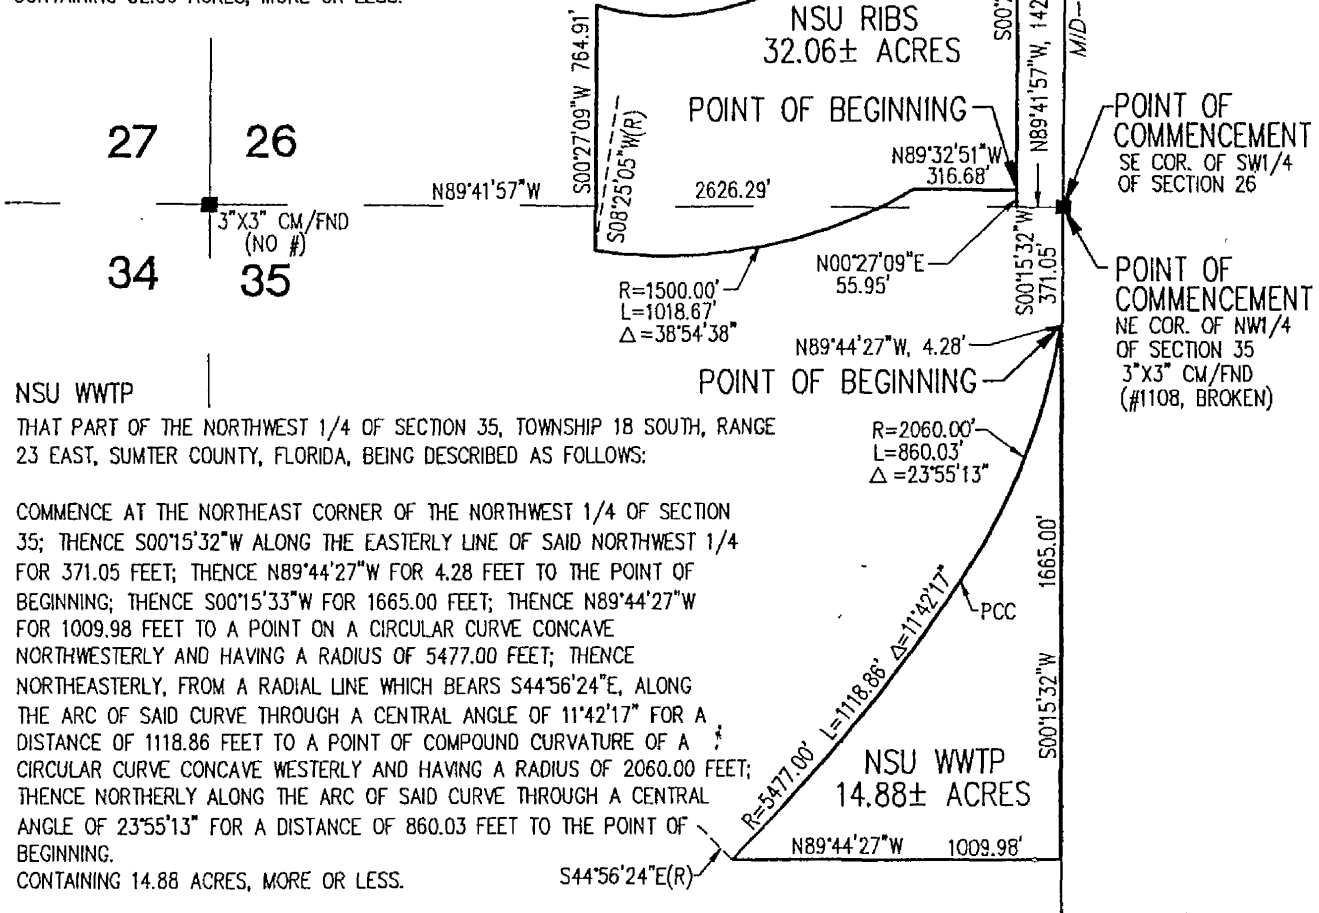 NSU RIBS
32.06± ACRES
S00°27'09"W 764.91'
S08°25'05"W(R)
POINT OF BEGINNING
N89°41'57"W, 142
MID-
POINT OF
COMMENCEMENT
SE COR. OF SW1/4
OF SECTION 26
27
26
N89°32'51"W
316.68'
N89°41'57"W
2626.29'
3"X3" CM/FND
(NO #)
34
35
N00°27'09"E
55.95'
S00°15'32"W
371.05'
POINT OF
COMMENCEMENT
NE COR. OF NW1/4
OF SECTION 35
3"X3" CM/FND
(#1108, BROKEN)
R=1500.00'
L=1018.67'
Δ=38°54'38"
N89°44'27"W, 4.28'
POINT OF BEGINNING
NSU WWTP
THAT PART OF THE NORTHWEST 1/4 OF SECTION 35, TOWNSHIP 18 SOUTH, RANGE
23 EAST, SUMTER COUNTY, FLORIDA, BEING DESCRIBED AS FOLLOWS:
COMMENCE AT THE NORTHEAST CORNER OF THE NORTHWEST 1/4 OF SECTION
35; THENCE S00°15'32"W ALONG THE EASTERLY LINE OF SAID NORTHWEST 1/4
FOR 371.05 FEET; THENCE N89°44'27"W FOR 4.28 FEET TO THE POINT OF
BEGINNING; THENCE S00°15'33"W FOR 1665.00 FEET; THENCE N89°44'27"W
FOR 1009.98 FEET TO A POINT ON A CIRCULAR CURVE CONCAVE
NORTHWESTERLY AND HAVING A RADIUS OF 5477.00 FEET; THENCE
NORTHEASTERLY, FROM A RADIAL LINE WHICH BEARS S44°56'24"E, ALONG
THE ARC OF SAID CURVE THROUGH A CENTRAL ANGLE OF 11°42'17" FOR A
DISTANCE OF 1118.86 FEET TO A POINT OF COMPOUND CURVATURE OF A
CIRCULAR CURVE CONCAVE WESTERLY AND HAVING A RADIUS OF 2060.00 FEET;
THENCE NORTHERLY ALONG THE ARC OF SAID CURVE THROUGH A CENTRAL
ANGLE OF 23°55'13" FOR A DISTANCE OF 860.03 FEET TO THE POINT OF
BEGINNING.
CONTAINING 14.88 ACRES, MORE OR LESS.
R=2060.00'
L=860.03'
Δ=23°55'13"
PCC
1665.00'
S00°15'32"W
R=5477.00' L=1118.86' Δ=11°42'17"
NSU WWTP
14.88± ACRES
N89°44'27"W 1009.98'
S44°56'24"E(R)